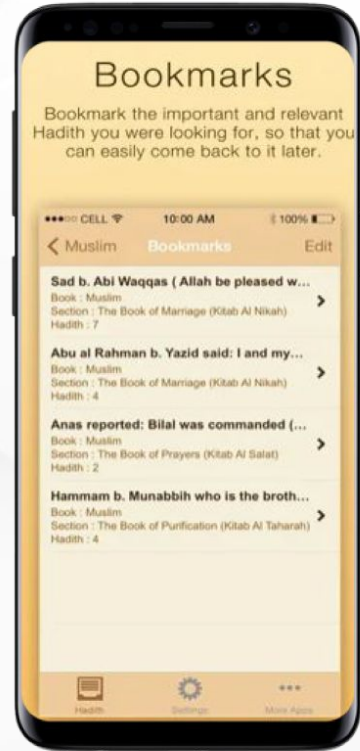 Bookmarks
Bookmark the important and relevant
Hadith you were looking for, so that you
can easily come back to it later.
CELL 10:00 AM 100%
Muslim Bookmarks Edit
Sad b. Abi Waqqas ( Allah be pleased w...
Book : Muslim
Section : The Book of Marriage (Kitab Al Nikah)
Hadith : 7
Abu al Rahman b. Yazid said: I and my...
Book : Muslim
Section : The Book of Marriage (Kitab Al Nikah)
Hadith : 4
Anas reported: Bilal was commanded (...
Book : Muslim
Section : The Book of Prayers (Kitab Al Salat)
Hadith : 2
Hammam b. Munabbih who is the broth...
Book : Muslim
Section : The Book of Purification (Kitab Al Taharah)
Hadith : 4
Hadith Settings More Apps